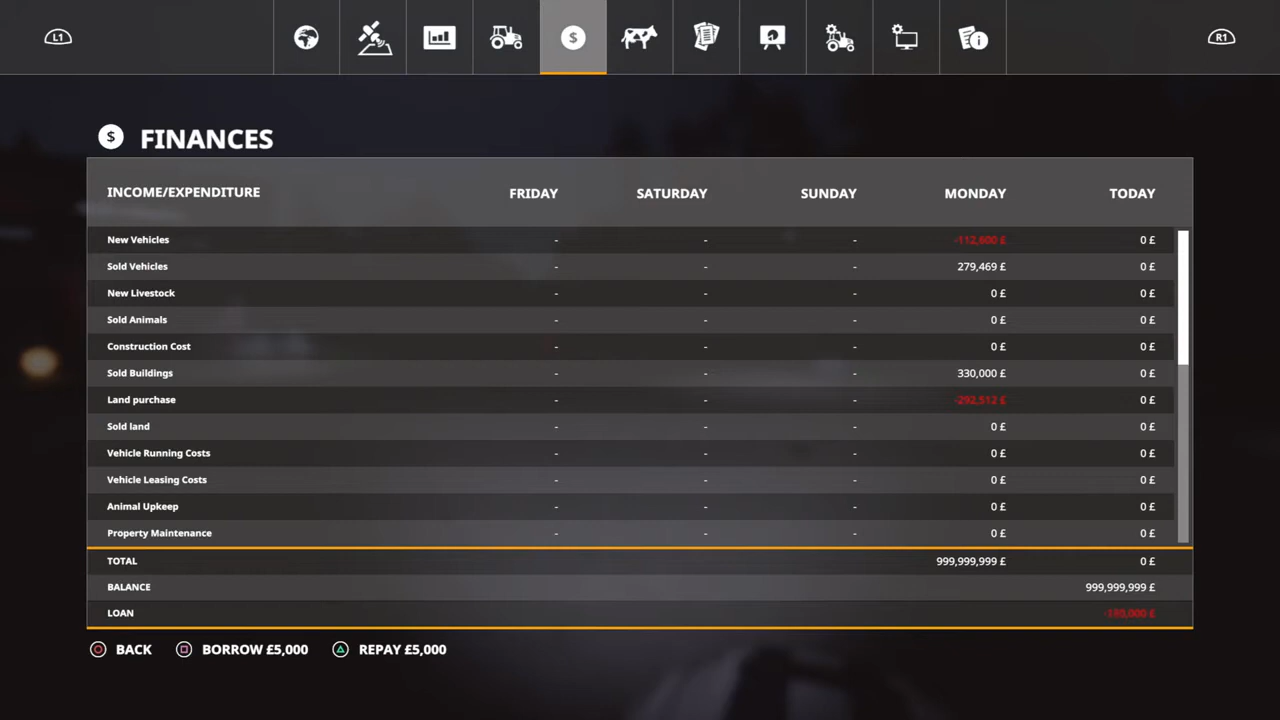 L1
R1
FINANCES
INCOME/EXPENDITURE FRIDAY SATURDAY SUNDAY MONDAY TODAY
New Vehicles - - - -112,600 £ 0 £
Sold Vehicles - - - 279,469 £ 0 £
New Livestock - - - 0 £ 0 £
Sold Animals - - - 0 £ 0 £
Construction Cost - - - 0 £ 0 £
Sold Buildings - - - 330,000 £ 0 £
Land purchase - - - -292,512 £ 0 £
Sold land - - - 0 £ 0 £
Vehicle Running Costs - - - 0 £ 0 £
Vehicle Leasing Costs - - - 0 £ 0 £
Animal Upkeep - - - 0 £ 0 £
Property Maintenance - - - 0 £ 0 £
TOTAL 999,999,999 £ 0 £
BALANCE 999,999,999 £
LOAN
BACK BORROW £5,000 REPAY £5,000